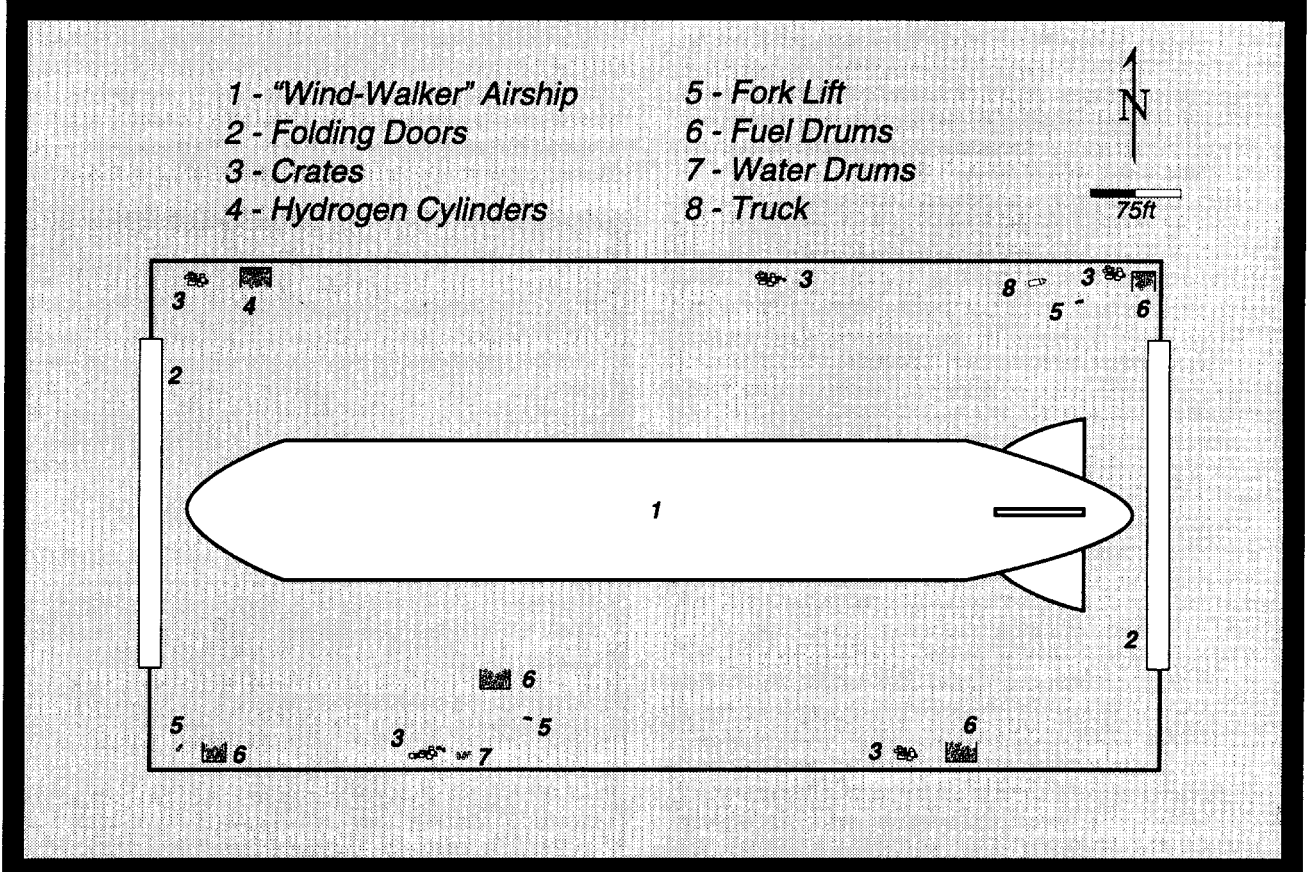 1 - "Wind-Walker" Airship
2 - Folding Doors
3 - Crates
4 - Hydrogen Cylinders
5 - Fork Lift
6 - Fuel Drums
7 - Water Drums
8 - Truck
N
75ft
3
4
3
8
5
3
6
2
1
2
6
5
6
3
7
5
3
6